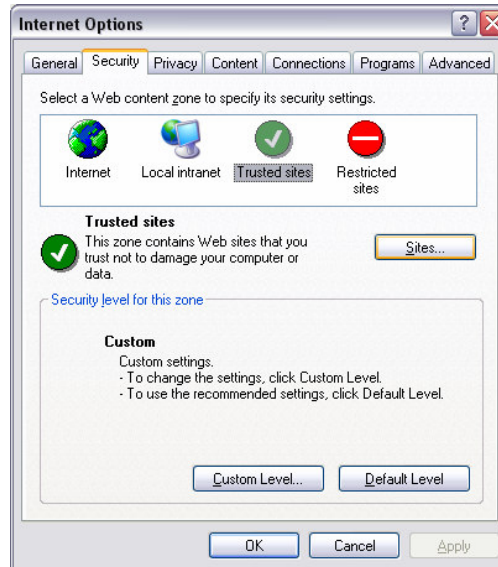 Internet Options
General Security Privacy Content Connections Programs Advanced
Select a Web content zone to specify its security settings.
Internet Local intranet Trusted sites Restricted
sites
Trusted sites
This zone contains Web sites that you
trust not to damage your computer or
data.
Sites...
Security level for this zone
Custom
Custom settings.
- To change the settings, click Custom Level.
- To use the recommended settings, click Default Level.
Custom Level... Default Level
OK Cancel Apply